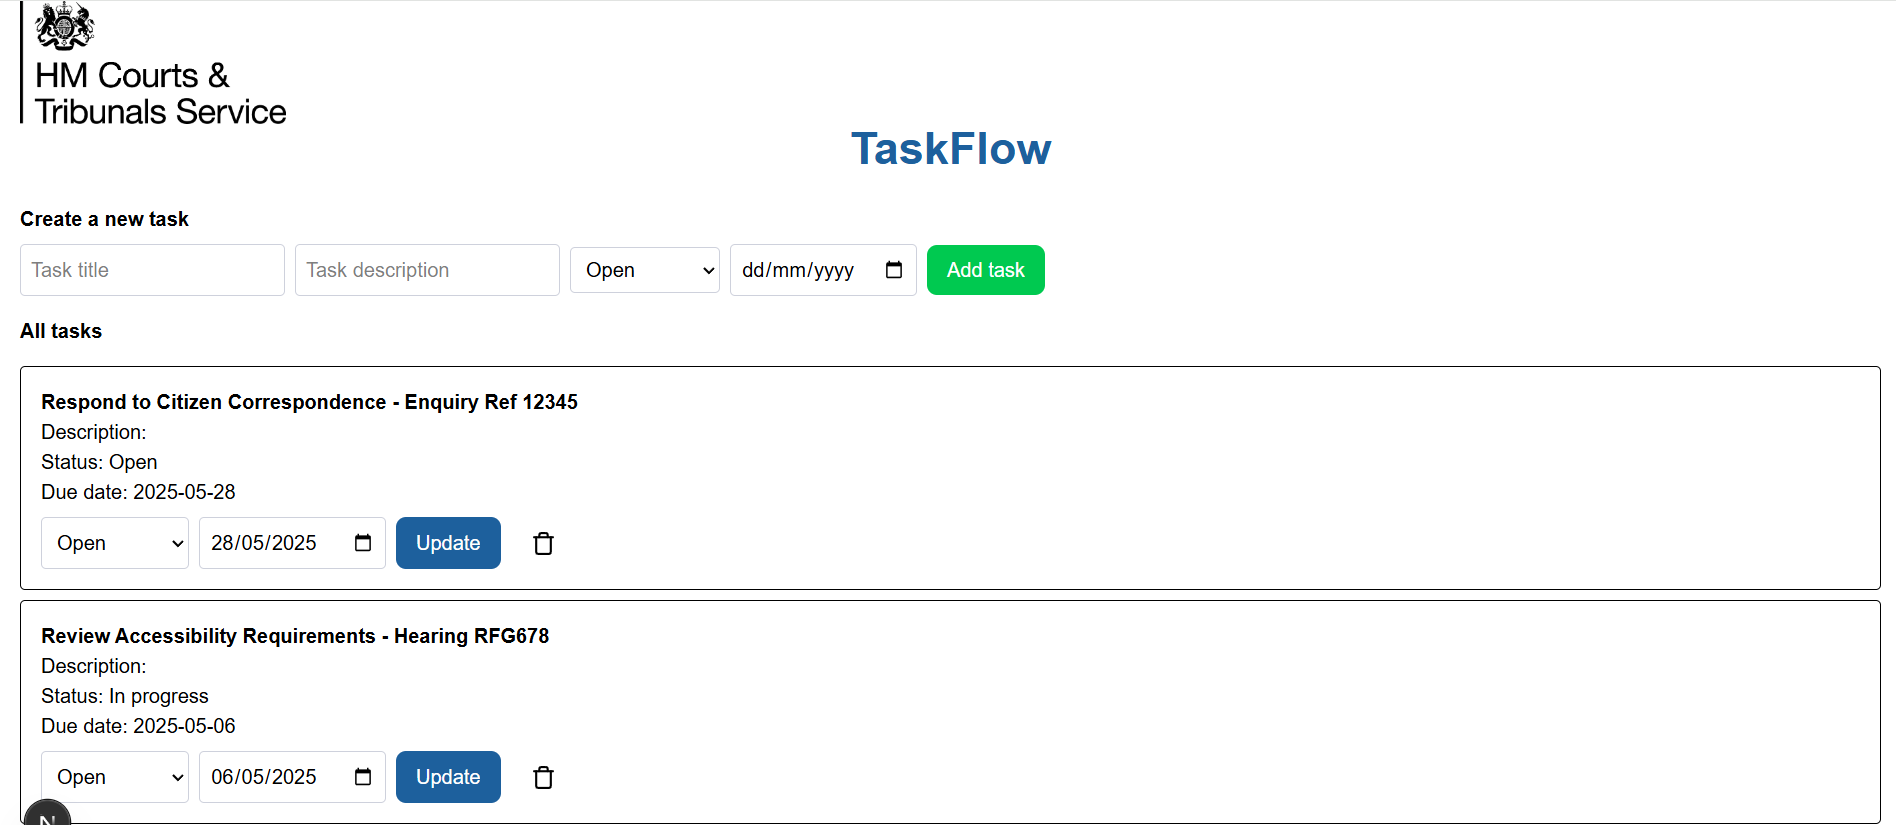 HM Courts &
Tribunals Service
TaskFlow
Create a new task
Task title Task description Open dd/mm/yyyy Add task
All tasks
Respond to Citizen Correspondence - Enquiry Ref 12345
Description:
Status: Open
Due date: 2025-05-28
Open 28/05/2025 Update
Review Accessibility Requirements - Hearing RFG678
Description:
Status: In progress
Due date: 2025-05-06
Open 06/05/2025 Update
N